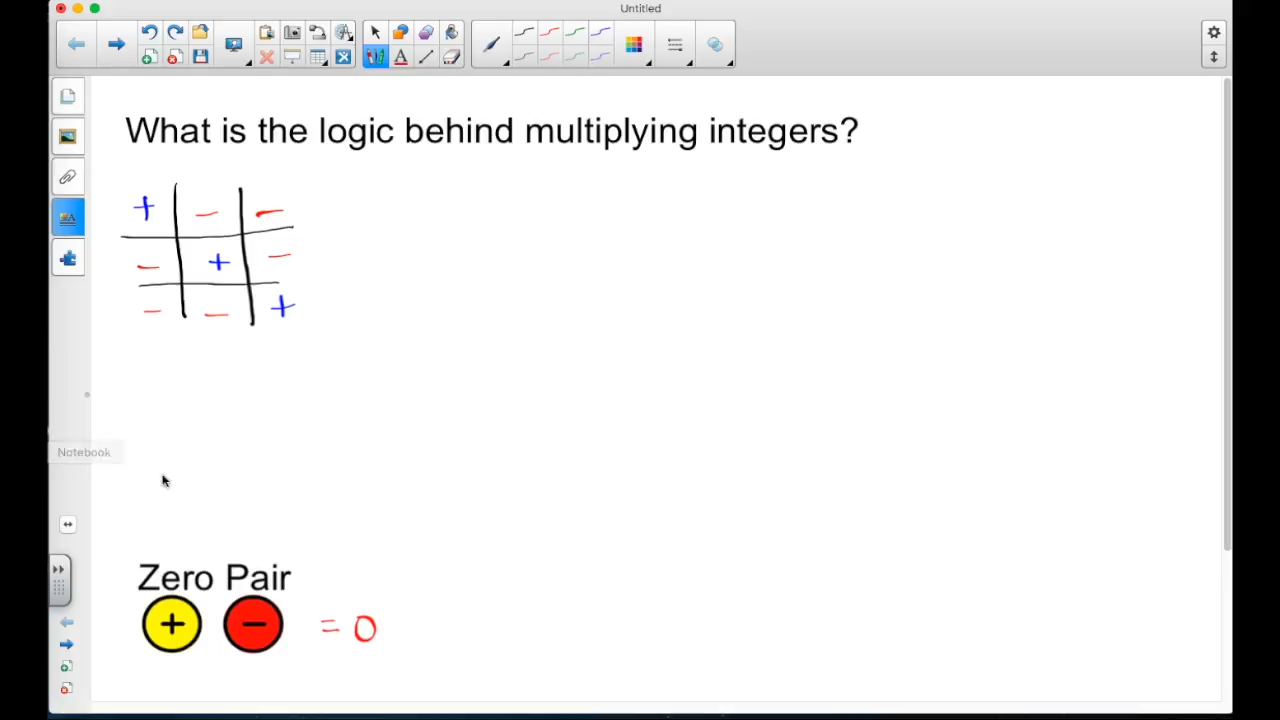 Untitled
What is the logic behind multiplying integers?
+ − −
− + −
− − +
Notebook
Zero Pair
+ − = 0